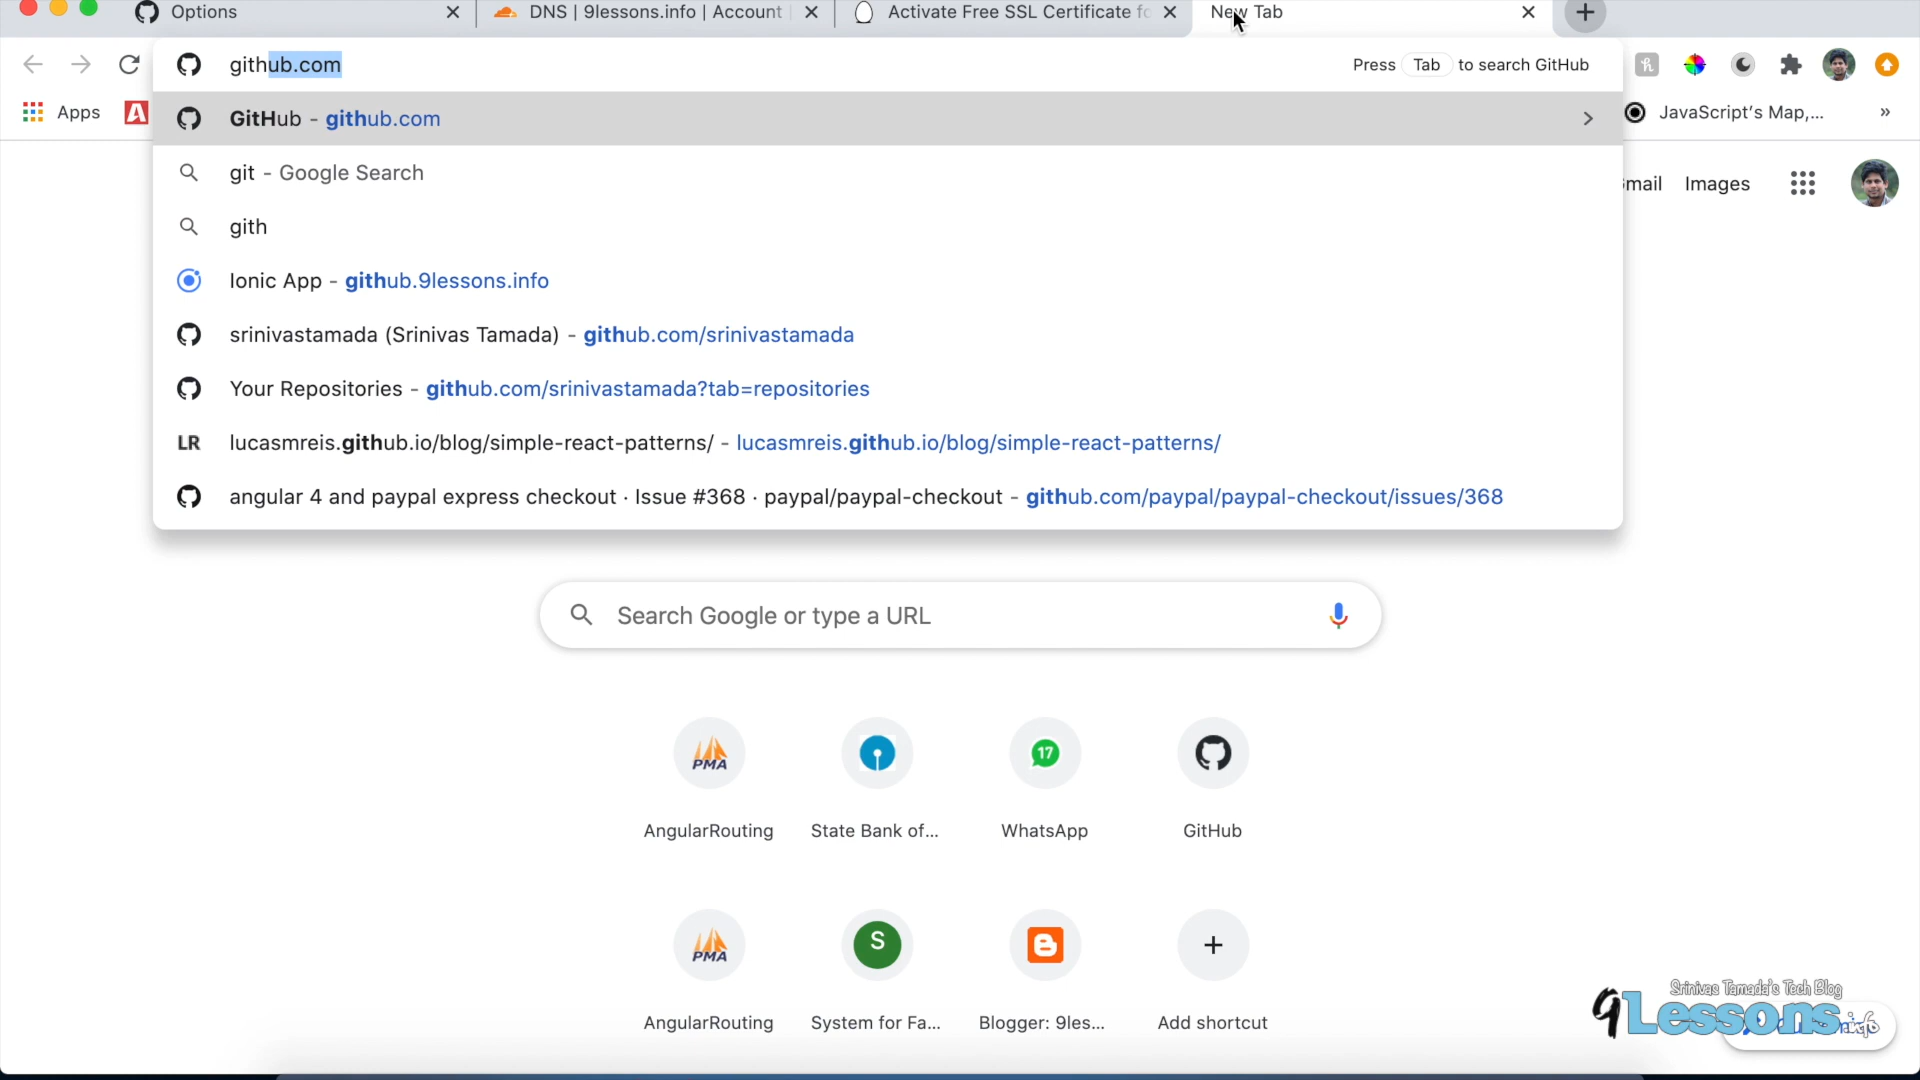 Options
DNS | 9lessons.info | Account
Activate Free SSL Certificate fo
New Tab
github.com
Press Tab to search GitHub
Apps
GitHub - github.com
JavaScript's Map,...
»
git - Google Search
mail Images
gith
Ionic App - github.9lessons.info
srinivastamada (Srinivas Tamada) - github.com/srinivastamada
Your Repositories - github.com/srinivastamada?tab=repositories
LR lucasmreis.github.io/blog/simple-react-patterns/ - lucasmreis.github.io/blog/simple-react-patterns/
angular 4 and paypal express checkout · Issue #368 · paypal/paypal-checkout - github.com/paypal/paypal-checkout/issues/368
Search Google or type a URL
PMA
17
AngularRouting
State Bank of...
WhatsApp
GitHub
PMA
S
AngularRouting
System for Fa...
Blogger: 9les...
Add shortcut
Srinivas Tamada's Tech Blog
9Lessons.info